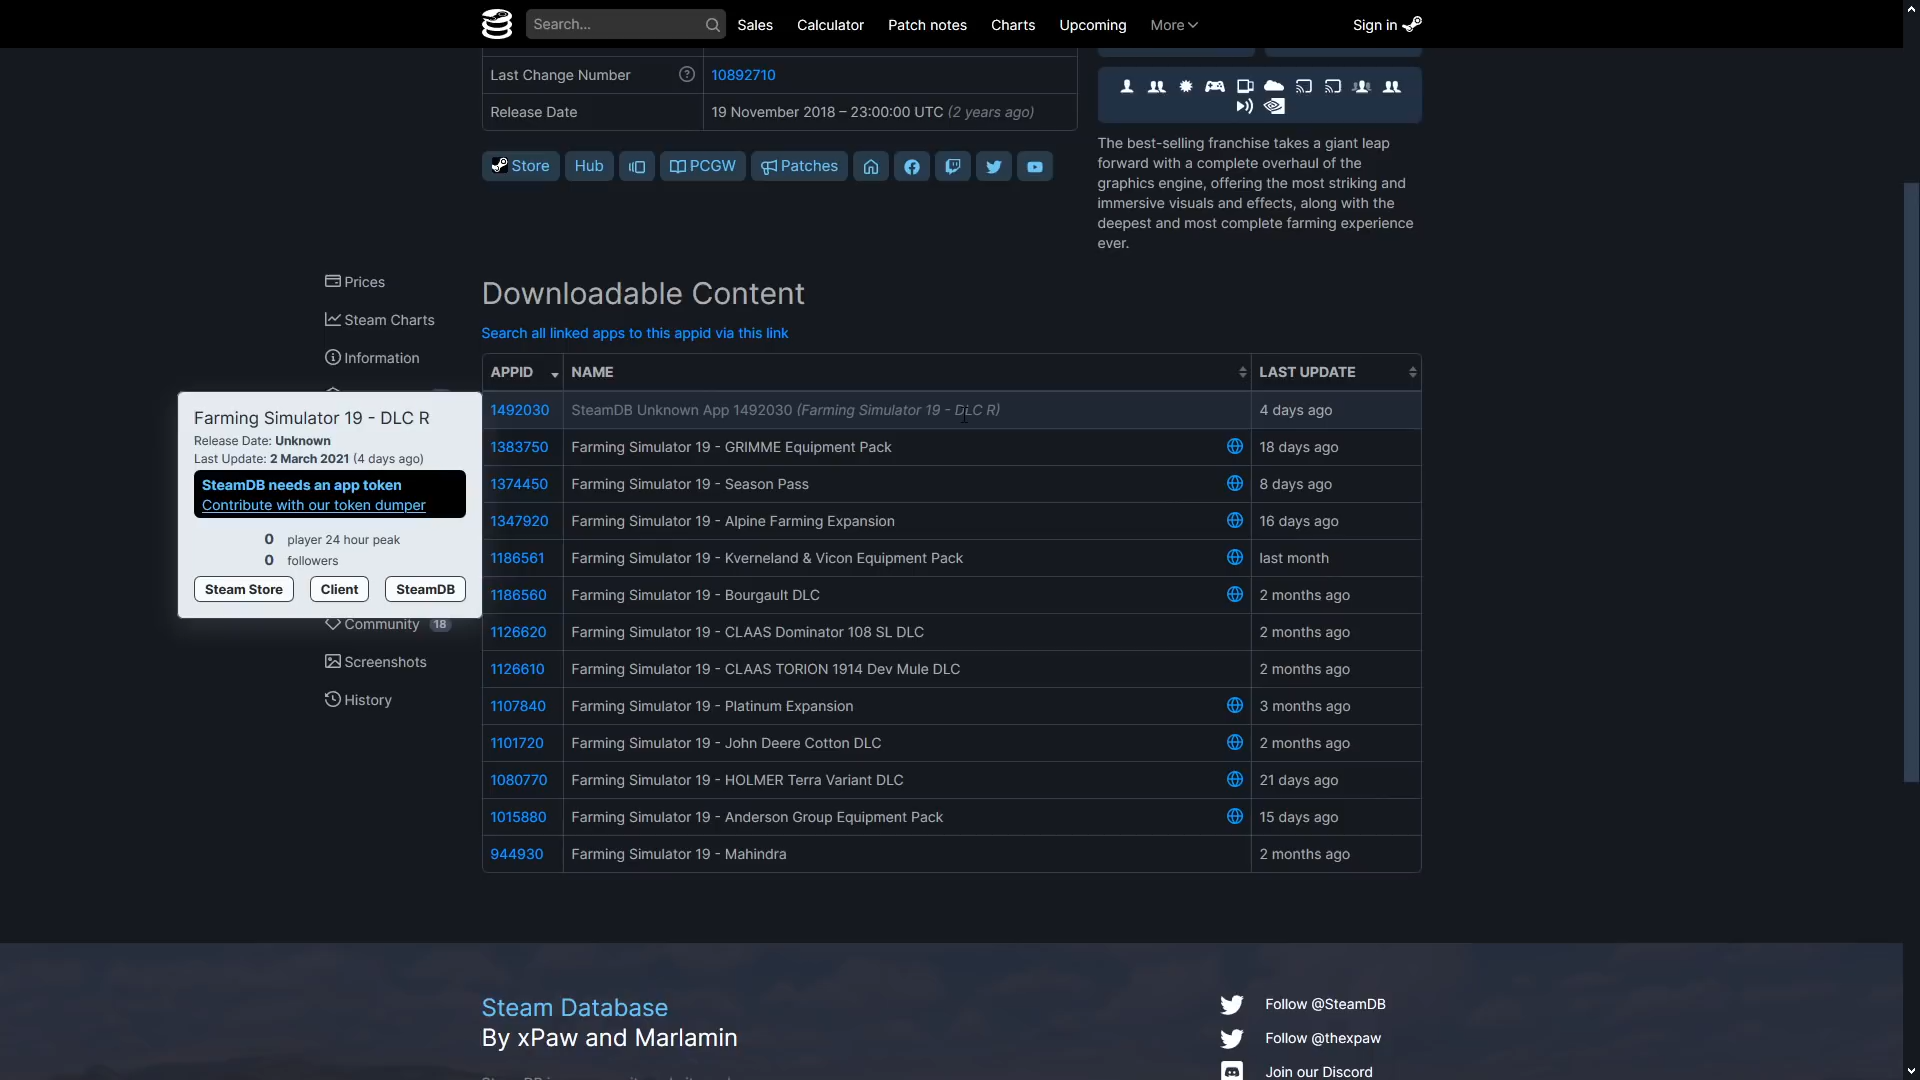 Search...
Sales
Calculator
Patch notes
Charts
Upcoming
More
Sign in
Last Change Number
10892710
Release Date
19 November 2018 – 23:00:00 UTC (2 years ago)
Store
Hub
PCGW
Patches
The best-selling franchise takes a giant leap
forward with a complete overhaul of the
graphics engine, offering the most striking and
immersive visuals and effects, along with the
deepest and most complete farming experience
ever.
Prices
Steam Charts
Information
Community 18
Screenshots
History
Farming Simulator 19 - DLC R
Release Date: Unknown
Last Update: 2 March 2021 (4 days ago)
SteamDB needs an app token
Contribute with our token dumper
0 player 24 hour peak
0 followers
Steam Store
Client
SteamDB
Downloadable Content
Search all linked apps to this appid via this link
APPID NAME LAST UPDATE
1492030 SteamDB Unknown App 1492030 (Farming Simulator 19 - DLC R) 4 days ago
1383750 Farming Simulator 19 - GRIMME Equipment Pack 18 days ago
1374450 Farming Simulator 19 - Season Pass 8 days ago
1347920 Farming Simulator 19 - Alpine Farming Expansion 16 days ago
1186561 Farming Simulator 19 - Kverneland & Vicon Equipment Pack last month
1186560 Farming Simulator 19 - Bourgault DLC 2 months ago
1126620 Farming Simulator 19 - CLAAS Dominator 108 SL DLC 2 months ago
1126610 Farming Simulator 19 - CLAAS TORION 1914 Dev Mule DLC 2 months ago
1107840 Farming Simulator 19 - Platinum Expansion 3 months ago
1101720 Farming Simulator 19 - John Deere Cotton DLC 2 months ago
1080770 Farming Simulator 19 - HOLMER Terra Variant DLC 21 days ago
1015880 Farming Simulator 19 - Anderson Group Equipment Pack 15 days ago
944930 Farming Simulator 19 - Mahindra 2 months ago
Steam Database
By xPaw and Marlamin
Follow @SteamDB
Follow @thexpaw
Join our Discord